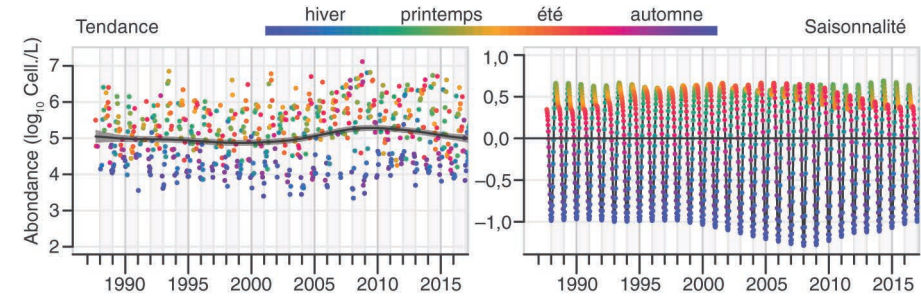 hiver printemps été automne
Tendance
Saisonnalité
Abondance (log10 Cell./L)
7
6
5
4
3
2
1990 1995 2000 2005 2010 2015
1,0
0,5
0,0
–0,5
–1,0
1990 1995 2000 2005 2010 2015